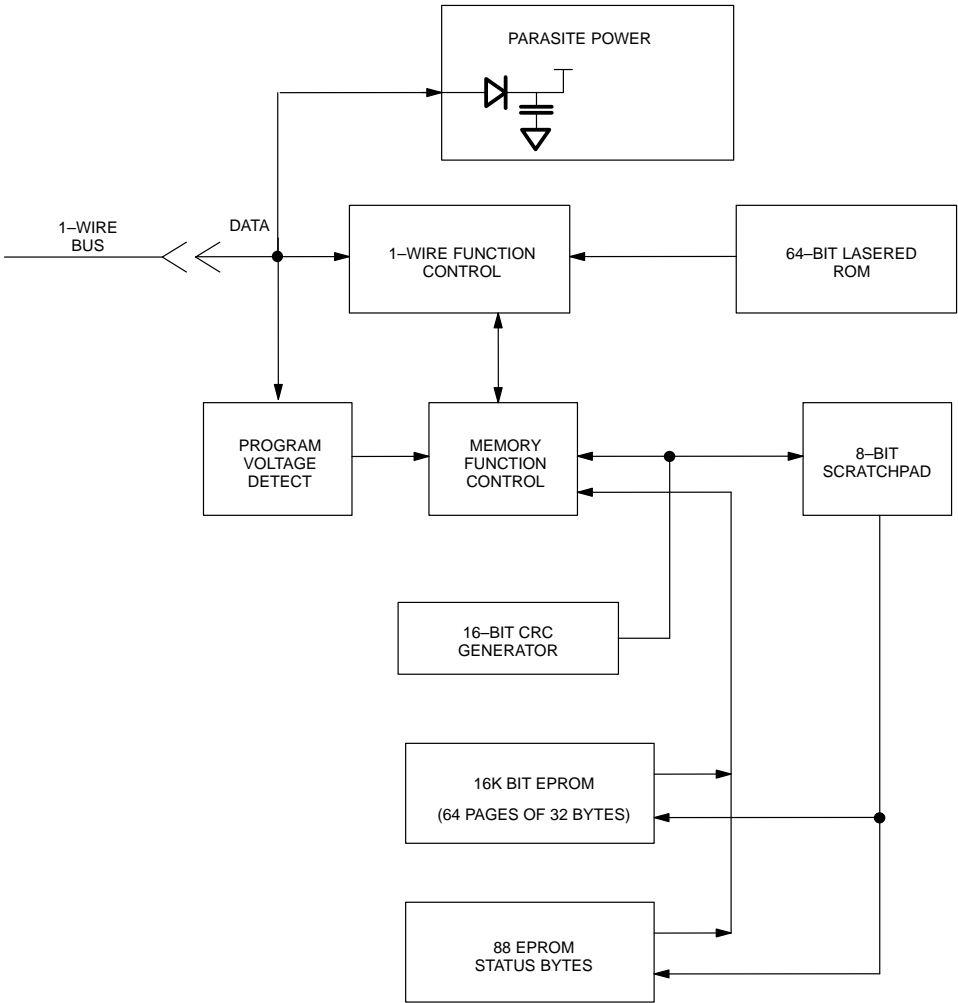 PARASITE POWER
1–WIRE
BUS
DATA
1–WIRE FUNCTION
CONTROL
64–BIT LASERED
ROM
PROGRAM
VOLTAGE
DETECT
MEMORY
FUNCTION
CONTROL
8–BIT
SCRATCHPAD
16–BIT CRC
GENERATOR
16K BIT EPROM
(64 PAGES OF 32 BYTES)
88 EPROM
STATUS BYTES